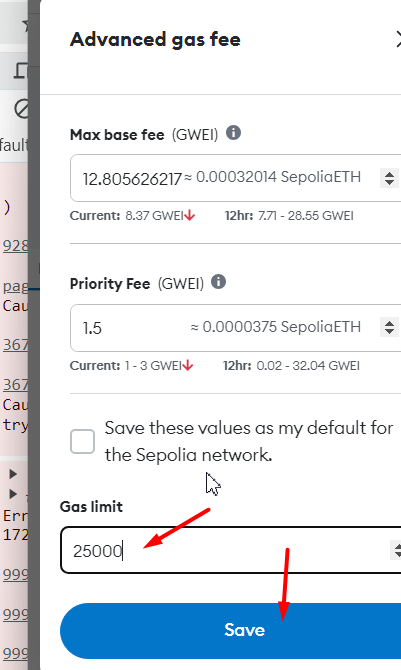 Advanced gas fee
fault
)
928
pag
Cau
367
367
Cau
try
Err
172
999
999
999
Max base fee (GWEI)
12.805626217 ≈ 0.00032014 SepoliaETH
Current: 8.37 GWEI 12hr: 7.71 - 28.55 GWEI
Priority Fee (GWEI)
1.5 ≈ 0.0000375 SepoliaETH
Current: 1 - 3 GWEI 12hr: 0.02 - 32.04 GWEI
Save these values as my default for
the Sepolia network.
Gas limit
25000
Save